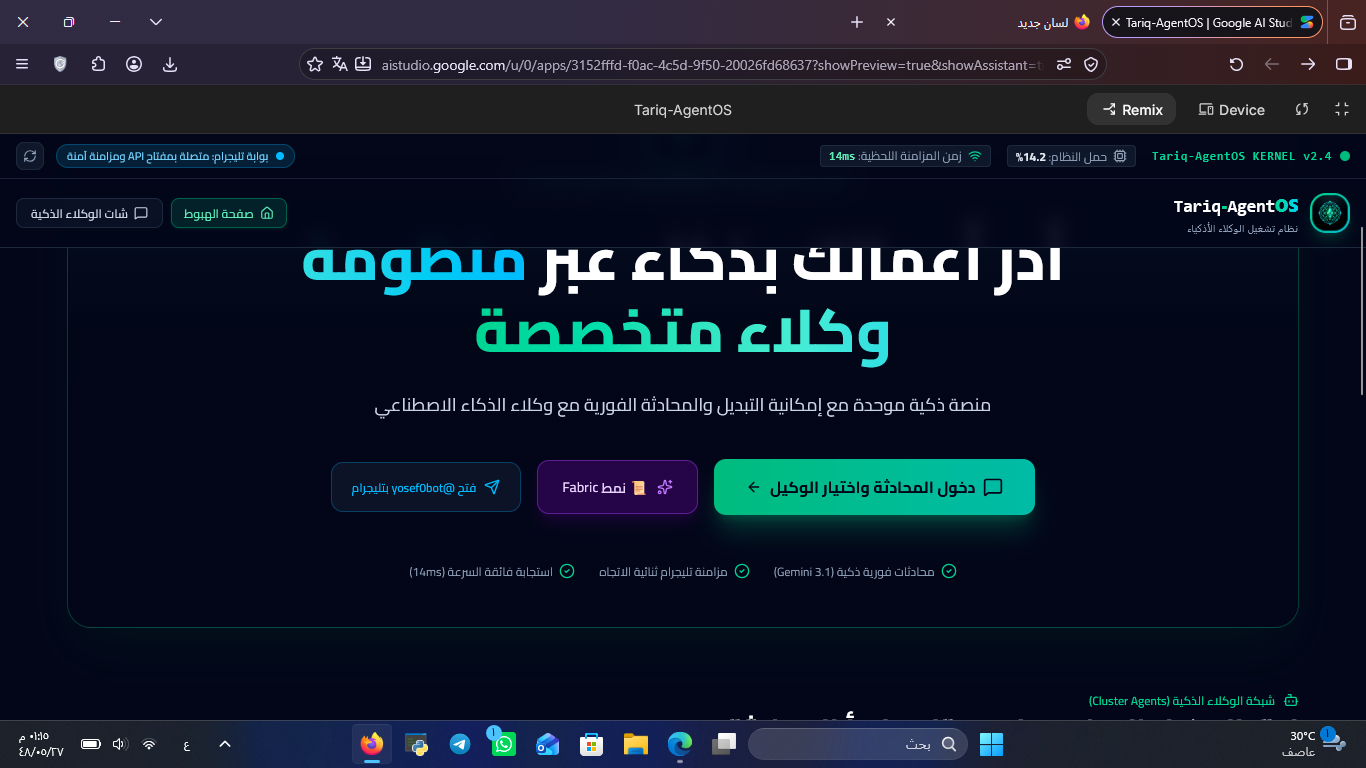 Tariq-AgentOS | Google AI Stud
لسان جديد
aistudio.google.com/u/0/apps/3152fffd-f0ac-4c5d-9f50-20026fd68637?showPreview=true&showAssistant=t
Tariq-AgentOS
Remix
Device
Tariq-AgentOS KERNEL v2.4
حمل النظام: 14.2%
زمن المزامنة اللحظية: 14ms
بوابة تليجرام: متصلة بمفتاح API ومزامنة آمنة
Tariq-AgentOS
نظام تشغيل الوكلاء الأذكياء
صفحة الهبوط
شات الوكلاء الذكية
أدر أعمالك بذكاء عبر منظومة
وكلاء متخصصة
منصة ذكية موحدة مع إمكانية التبديل والمحادثة الفورية مع وكلاء الذكاء الاصطناعي
دخول المحادثة واختيار الوكيل
نمط Fabric
فتح @yosef0bot بتليجرام
محادثات فورية ذكية (Gemini 3.1)
مزامنة تليجرام ثنائية الاتجاه
استجابة فائقة السرعة (14ms)
شبكة الوكلاء الذكية (Cluster Agents)
30°C
عاصف
بحث
ع
٠١:١٥ م
٤٨/٠٥/٢٧